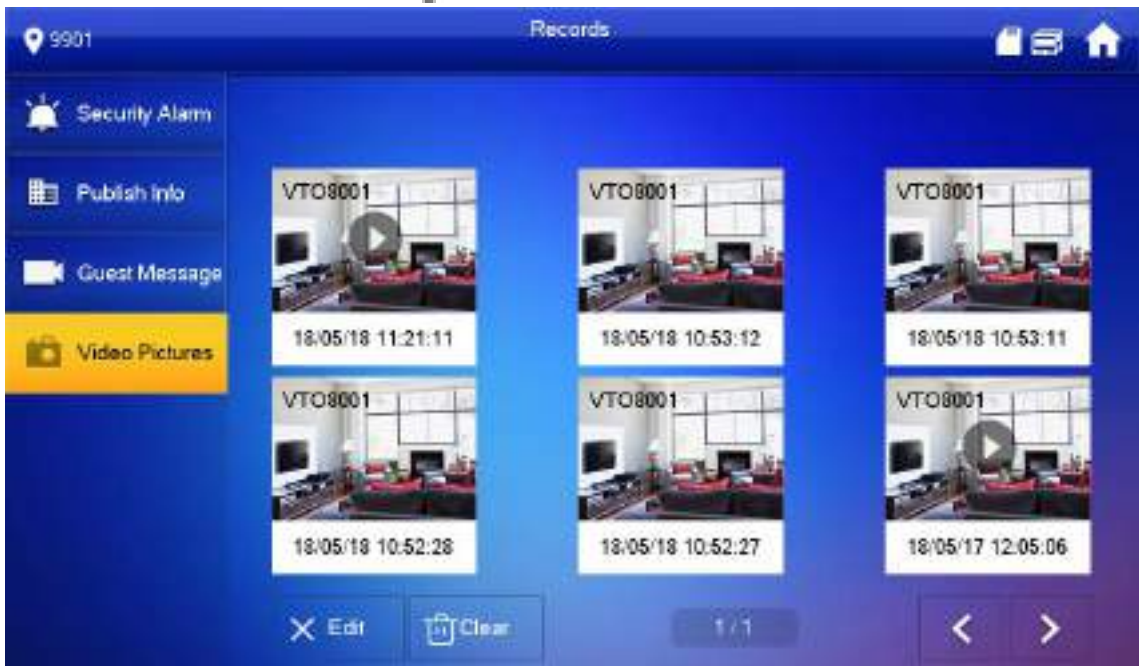 9901
Records
Security Alarm
Publish Info
Guest Message
Video Pictures
VTO8001
VTO8001
VTO8001
18/05/18 11:21:11
18/05/18 10:53:12
18/05/18 10:53:11
VTO8001
VTO8001
VTO8001
18/05/18 10:52:28
18/05/18 10:52:27
18/05/17 12:05:06
Edit
Clear
1/1